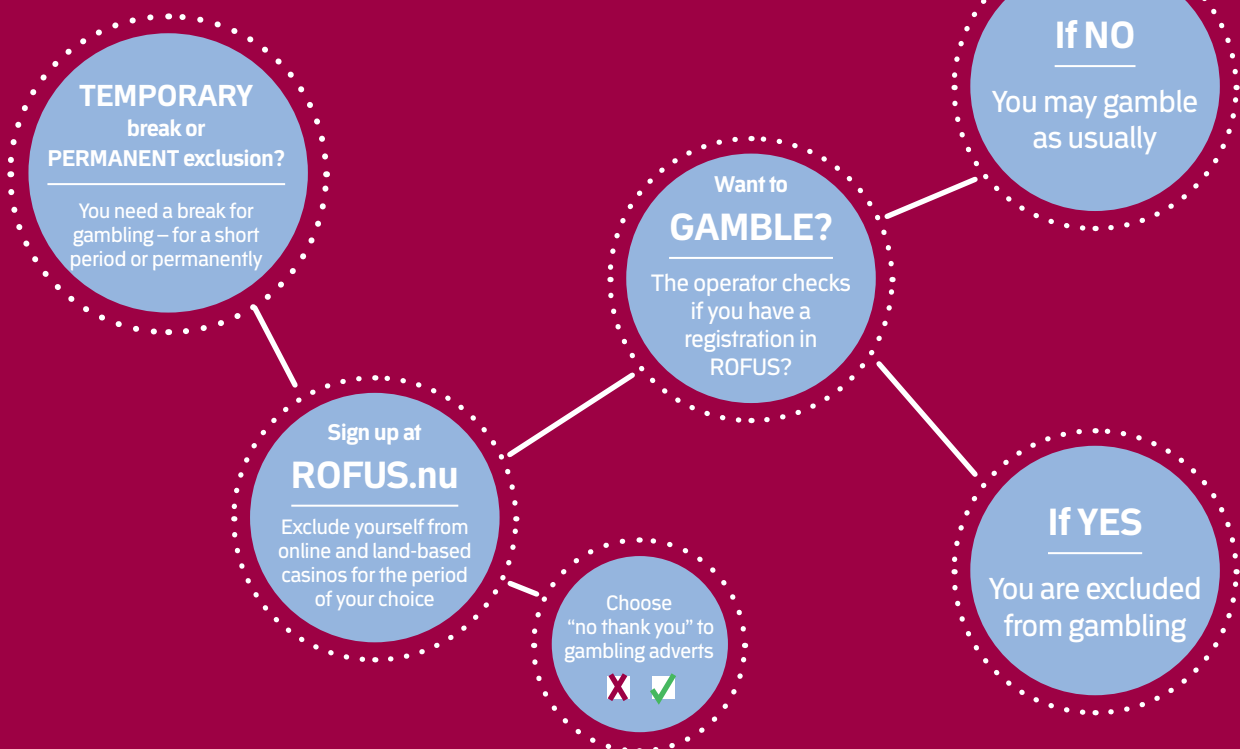 TEMPORARY
break or
PERMANENT exclusion?
You need a break for
gambling – for a short
period or permanently
Sign up at
ROFUS.nu
Exclude yourself from
online and land-based
casinos for the period
of your choice
Choose
“no thank you” to
gambling adverts
Want to
GAMBLE?
The operator checks
if you have a
registration in
ROFUS?
If NO
You may gamble
as usually
If YES
You are excluded
from gambling